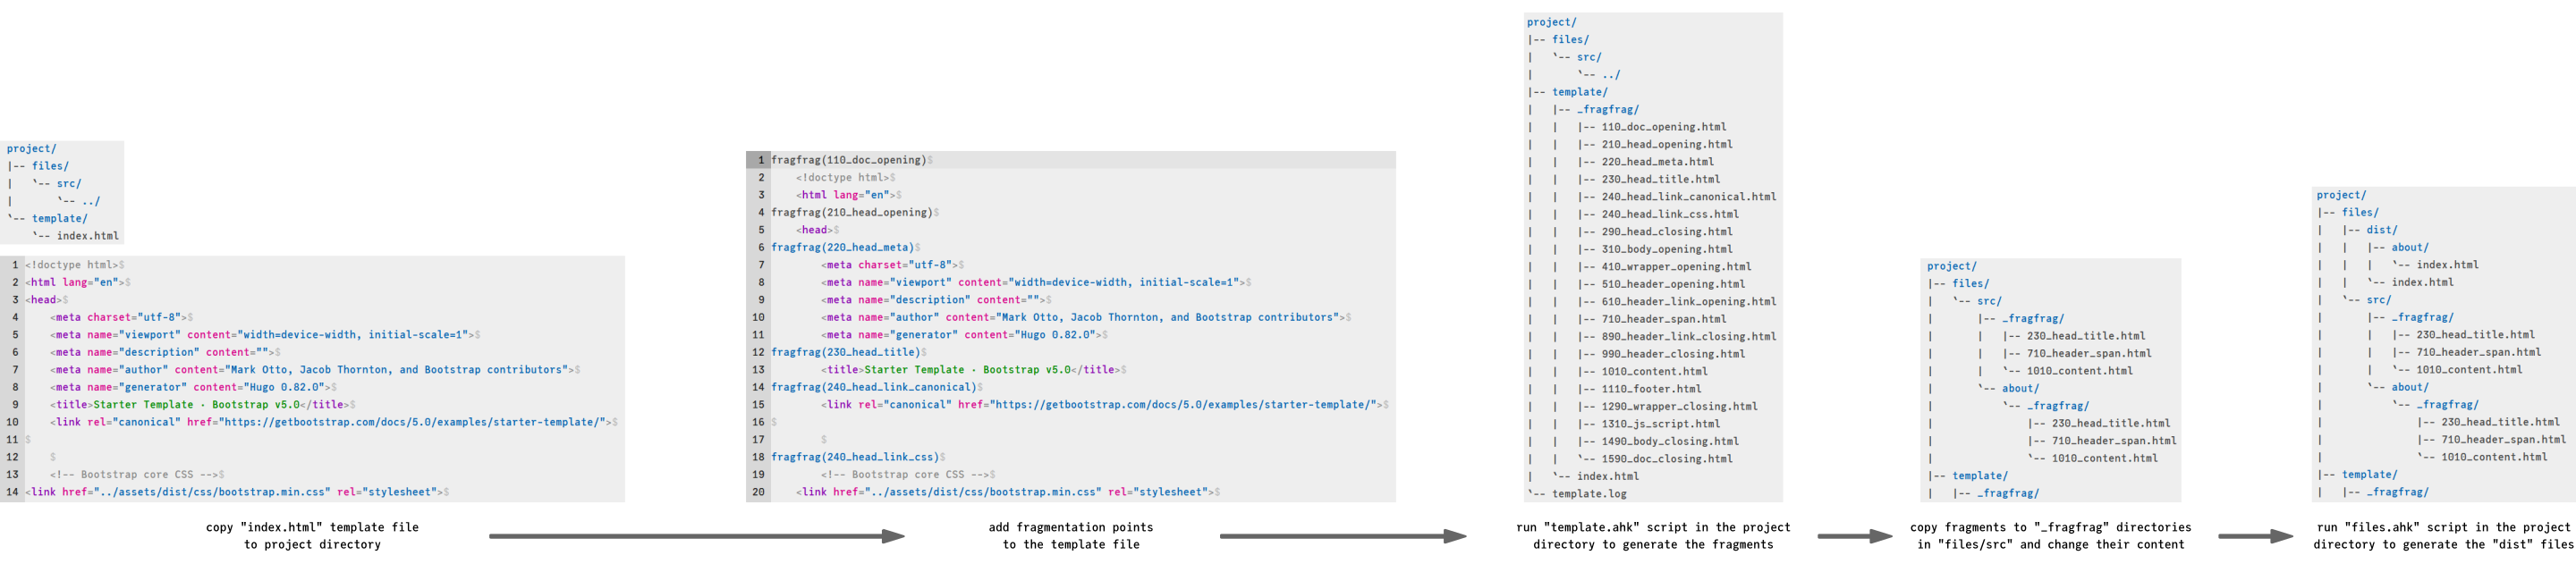 project/
|-- files/
|   `-- src/
|       `-- ../
`-- template/
    `-- index.html
1 <!doctype html>$
2 <html lang="en">$
3 <head>$
4     <meta charset="utf-8">$
5     <meta name="viewport" content="width=device-width, initial-scale=1">$
6     <meta name="description" content="">$
7     <meta name="author" content="Mark Otto, Jacob Thornton, and Bootstrap contributors">$
8     <meta name="generator" content="Hugo 0.82.0">$
9     <title>Starter Template · Bootstrap v5.0</title>$
10     <link rel="canonical" href="https://getbootstrap.com/docs/5.0/examples/starter-template/">$
11 $
12     $
13     <!-- Bootstrap core CSS -->$
14 <link href="../assets/dist/css/bootstrap.min.css" rel="stylesheet">$
copy "index.html" template file
to project directory
1 fragfrag(110_doc_opening)$
2     <!doctype html>$
3     <html lang="en">$
4 fragfrag(210_head_opening)$
5     <head>$
6 fragfrag(220_head_meta)$
7         <meta charset="utf-8">$
8         <meta name="viewport" content="width=device-width, initial-scale=1">$
9         <meta name="description" content="">$
10         <meta name="author" content="Mark Otto, Jacob Thornton, and Bootstrap contributors">$
11         <meta name="generator" content="Hugo 0.82.0">$
12 fragfrag(230_head_title)$
13         <title>Starter Template · Bootstrap v5.0</title>$
14 fragfrag(240_head_link_canonical)$
15         <link rel="canonical" href="https://getbootstrap.com/docs/5.0/examples/starter-template/">$
16 $
17         $
18 fragfrag(240_head_link_css)$
19         <!-- Bootstrap core CSS -->$
20     <link href="../assets/dist/css/bootstrap.min.css" rel="stylesheet">$
add fragmentation points
to the template file
project/
|-- files/
|   `-- src/
|       `-- ../
|-- template/
|   |-- _fragfrag/
|   |   |-- 110_doc_opening.html
|   |   |-- 210_head_opening.html
|   |   |-- 220_head_meta.html
|   |   |-- 230_head_title.html
|   |   |-- 240_head_link_canonical.html
|   |   |-- 240_head_link_css.html
|   |   |-- 290_head_closing.html
|   |   |-- 310_body_opening.html
|   |   |-- 410_wrapper_opening.html
|   |   |-- 510_header_opening.html
|   |   |-- 610_header_link_opening.html
|   |   |-- 710_header_span.html
|   |   |-- 890_header_link_closing.html
|   |   |-- 990_header_closing.html
|   |   |-- 1010_content.html
|   |   |-- 1110_footer.html
|   |   |-- 1290_wrapper_closing.html
|   |   |-- 1310_js_script.html
|   |   |-- 1490_body_closing.html
|   |   `-- 1590_doc_closing.html
|   `-- index.html
`-- template.log
run "template.ahk" script in the project
directory to generate the fragments
project/
|-- files/
|   `-- src/
|       |-- _fragfrag/
|       |   |-- 230_head_title.html
|       |   |-- 710_header_span.html
|       |   `-- 1010_content.html
|       `-- about/
|           `-- _fragfrag/
|               |-- 230_head_title.html
|               |-- 710_header_span.html
|               `-- 1010_content.html
|-- template/
|   |-- _fragfrag/
copy fragments to "_fragfrag" directories
in "files/src" and change their content
project/
|-- files/
|   |-- dist/
|   |   |-- about/
|   |   |   `-- index.html
|   |   `-- index.html
|   `-- src/
|       |-- _fragfrag/
|       |   |-- 230_head_title.html
|       |   |-- 710_header_span.html
|       |   `-- 1010_content.html
|       `-- about/
|           `-- _fragfrag/
|               |-- 230_head_title.html
|               |-- 710_header_span.html
|               `-- 1010_content.html
|-- template/
|   |-- _fragfrag/
run "files.ahk" script in the project
directory to generate the "dist" files